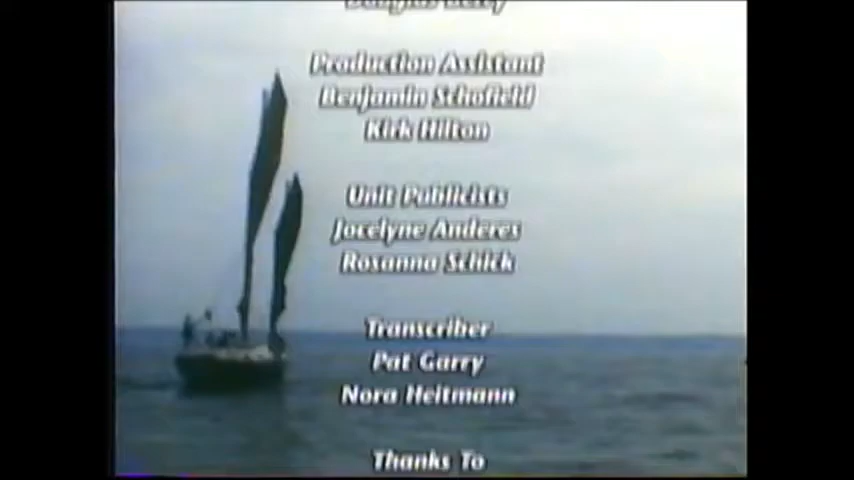 Production Assistant
Benjamin Schofield
Kirk Hilton
Unit Publicists
Jocelyne Anderes
Rosanna Schick
Transcriber
Pat Garry
Nora Heitmann
Thanks To